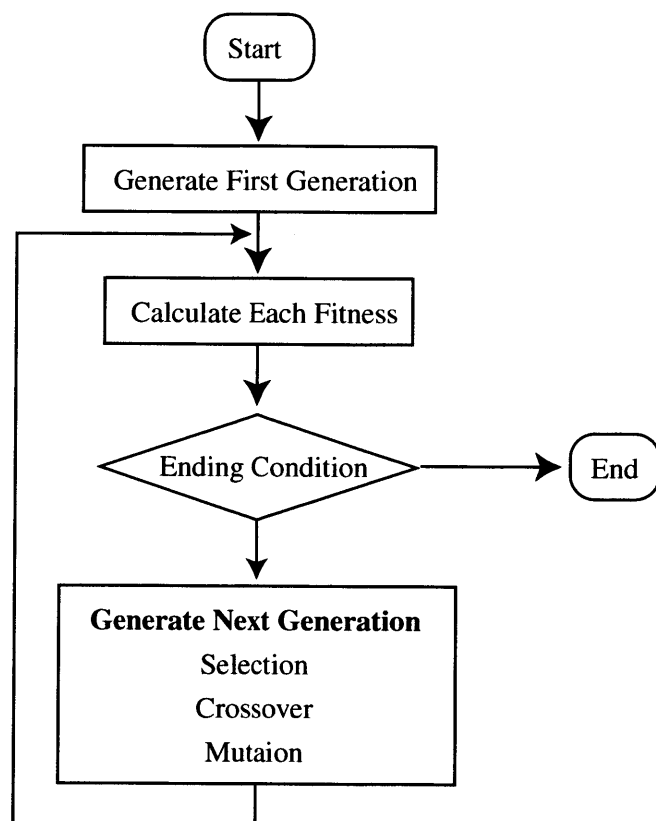 Start
Generate First Generation
Calculate Each Fitness
Ending Condition
End
Generate Next Generation
Selection
Crossover
Mutaion